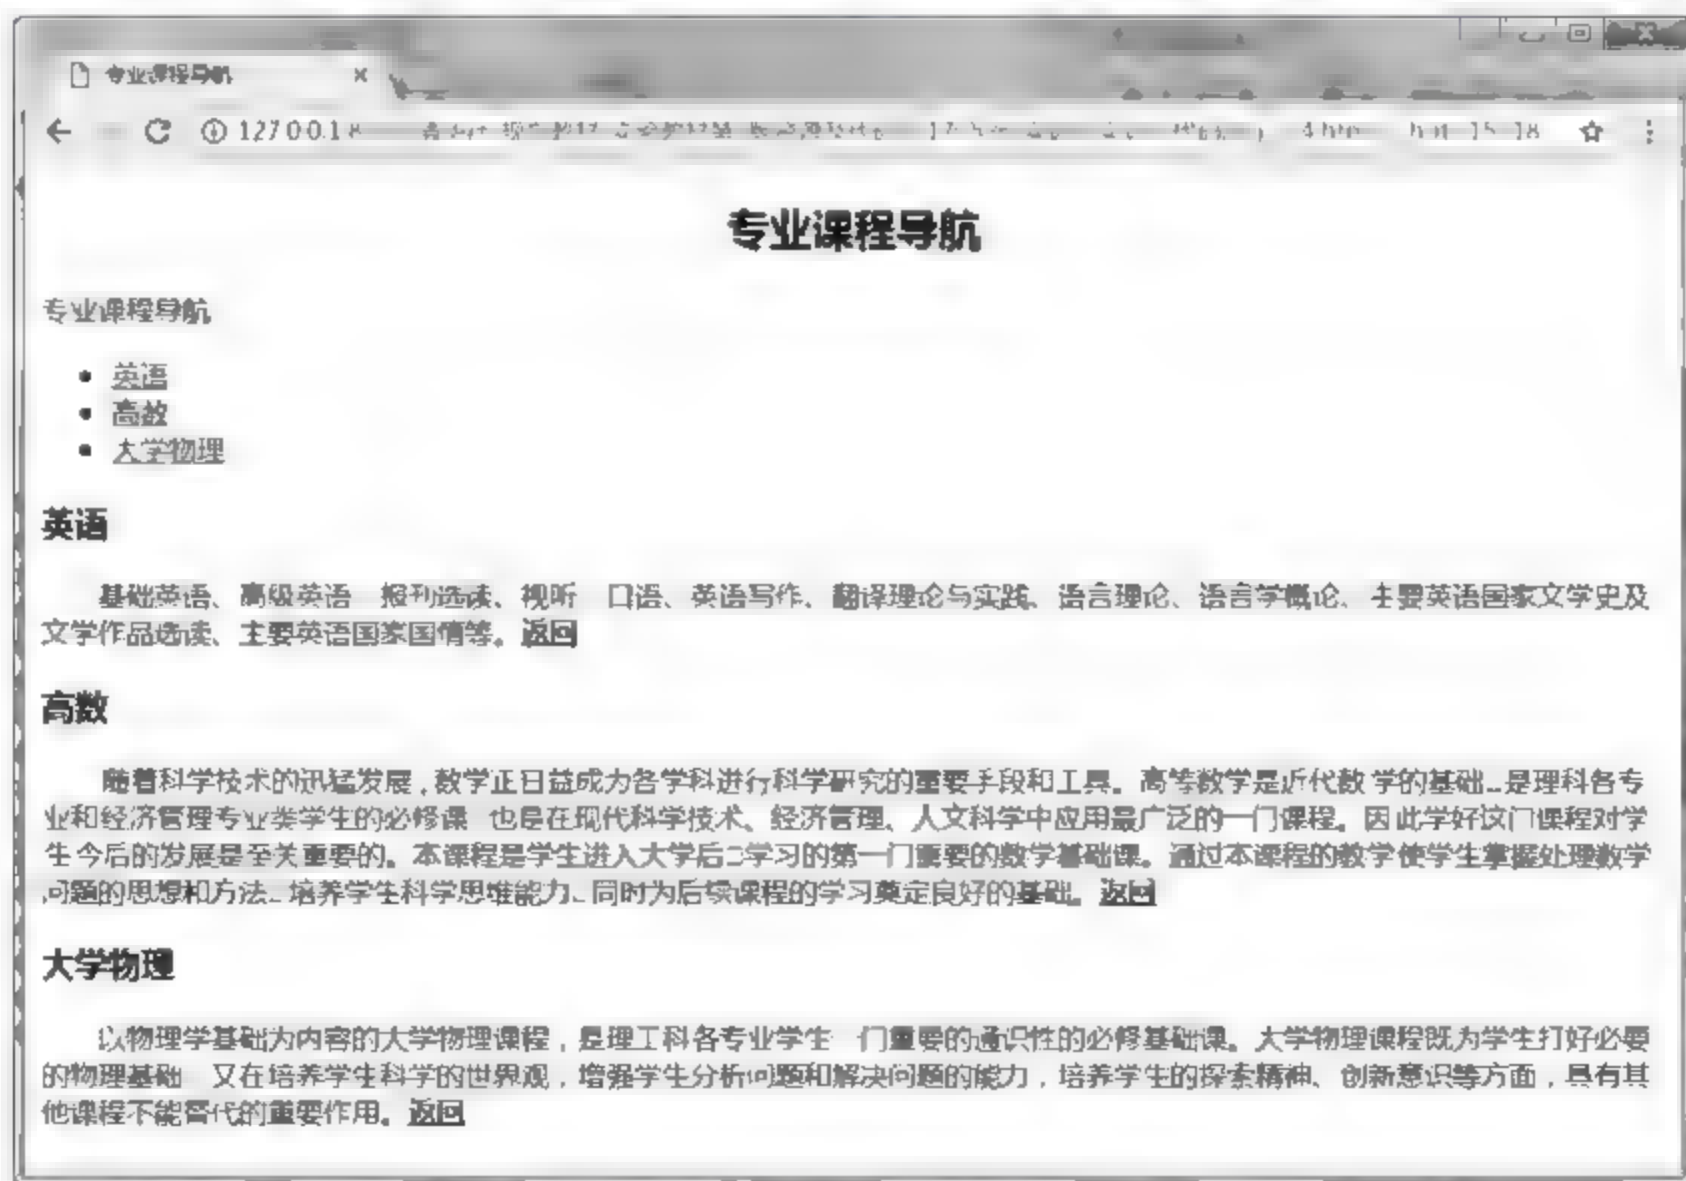 专业课程导航
127.0.0.1
专业课程导航
专业课程导航
英语
高数
大学物理
英语
基础英语、高级英语 报刊选读、视听 口语、英语写作、翻译理论与实践、语言理论、语言学概论、主要英语国家文学史及
文学作品选读、主要英语国家国情等。返回
高数
随着科学技术的迅猛发展,数学正日益成为各学科进行科学研究的重要手段和工具。高等数学是近代数学的基础 是理科各专
业和经济管理专业类学生的必修课 也是在现代科学技术、经济管理、人文科学中应用最广泛的一门课程。因此学好这门课程对学
生今后的发展是至关重要的。本课程是学生进入大学后 学习的第一门重要的数学基础课。通过本课程的教学使学生掌握处理数学
问题的思想和方法 培养学生科学思维能力 同时为后续课程的学习奠定良好的基础。返回
大学物理
以物理学基础为内容的大学物理课程,是理工科各专业学生 门重要的通识性的必修基础课。大学物理课程既为学生打好必要
的物理基础 又在培养学生科学的世界观,增强学生分析问题和解决问题的能力,培养学生的探索精神、创新意识等方面,具有其
他课程不能替代的重要作用。返回